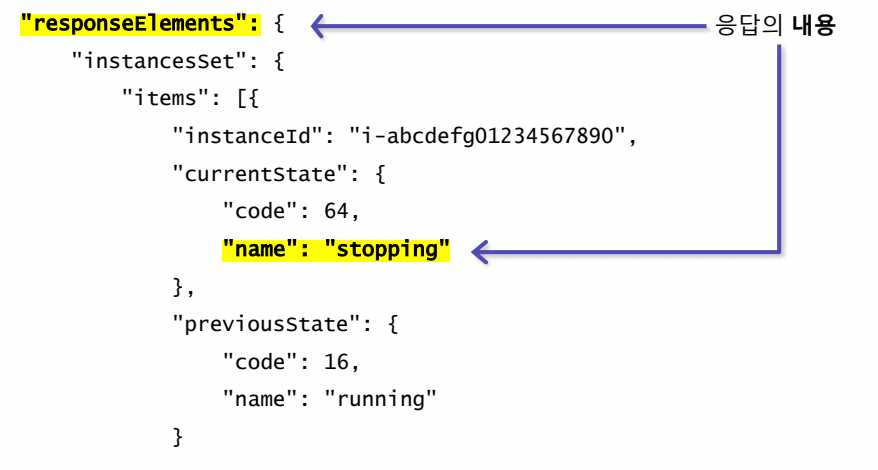 "responseElements": { 응답의 내용
"instancesSet": {
"items": [{
"instanceId": "i-abcdefg01234567890",
"currentState": {
"code": 64,
"name": "stopping"
},
"previousState": {
"code": 16,
"name": "running"
}